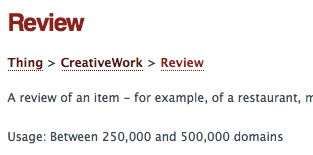 Review
Thing > CreativeWork > Review
A review of an item – for example, of a restaurant,
Usage: Between 250,000 and 500,000 domains